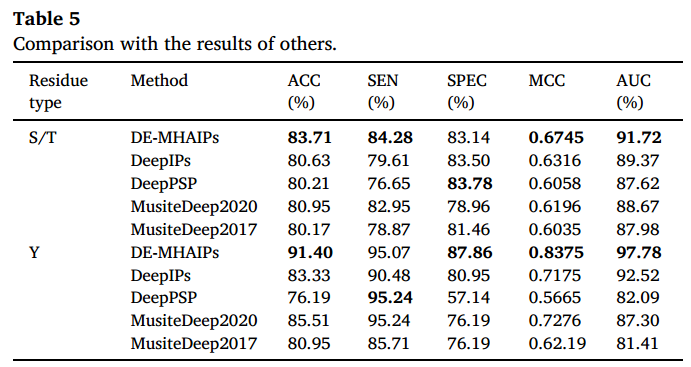 Table 5
Comparison with the results of others.
Residue type Method ACC (%) SEN (%) SPEC (%) MCC AUC (%)
S/T DE-MHAIPs 83.71 84.28 83.14 0.6745 91.72
DeepIPs 80.63 79.61 83.50 0.6316 89.37
DeepPSP 80.21 76.65 83.78 0.6058 87.62
MusiteDeep2020 80.95 82.95 78.96 0.6196 88.67
MusiteDeep2017 80.17 78.87 81.46 0.6035 87.98
Y DE-MHAIPs 91.40 95.07 87.86 0.8375 97.78
DeepIPs 83.33 90.48 80.95 0.7175 92.52
DeepPSP 76.19 95.24 57.14 0.5665 82.09
MusiteDeep2020 85.51 95.24 76.19 0.7276 87.30
MusiteDeep2017 80.95 85.71 76.19 0.62.19 81.41